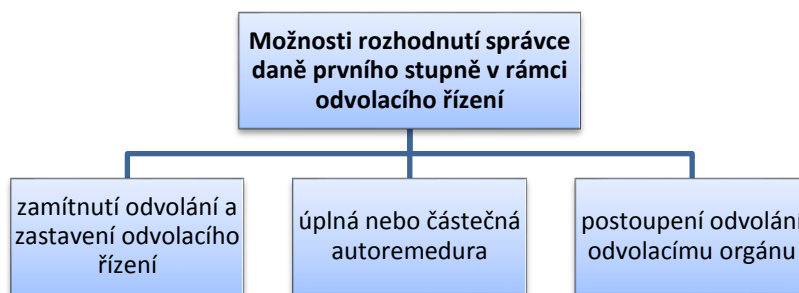 Možnosti rozhodnutí správce
daně prvního stupně v rámci
odvolacího řízení
zamítnutí odvolání a
zastavení odvolacího
řízení
úplná nebo částečná
autoremedura
postoupení odvolání
odvolacímu orgánu